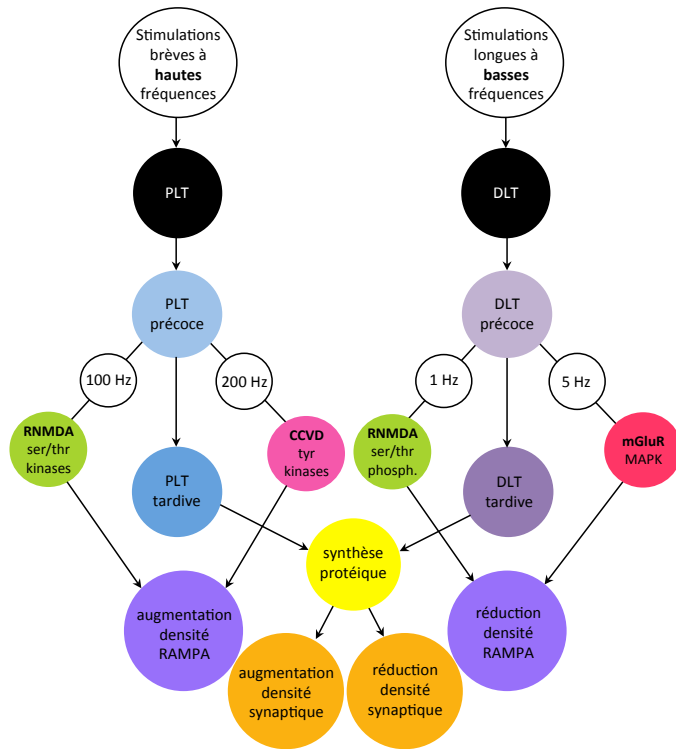 Stimulations
brèves à
hautes
fréquences
Stimulations
longues à
basses
fréquences
PLT
DLT
PLT
précoce
DLT
précoce
100 Hz
200 Hz
1 Hz
5 Hz
RNMDA
ser/thr
kinases
PLT
tardive
CCVD
tyr
kinases
RNMDA
ser/thr
phosph.
DLT
tardive
mGluR
MAPK
synthèse
protéique
augmentation
densité
RAMPA
réduction
densité
RAMPA
augmentation
densité
synaptique
réduction
densité
synaptique